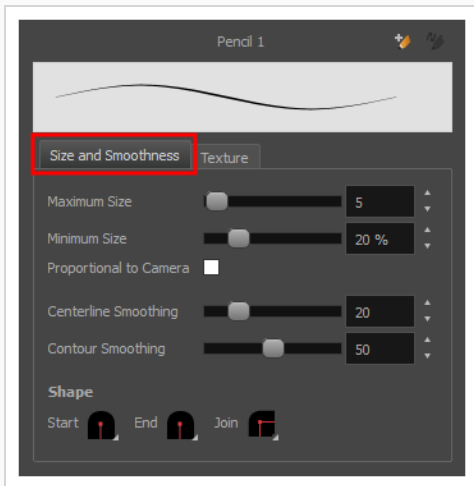 Pencil 1
Size and Smoothness Texture
Maximum Size 5
Minimum Size 20 %
Proportional to Camera
Centerline Smoothing 20
Contour Smoothing 50
Shape
Start End Join